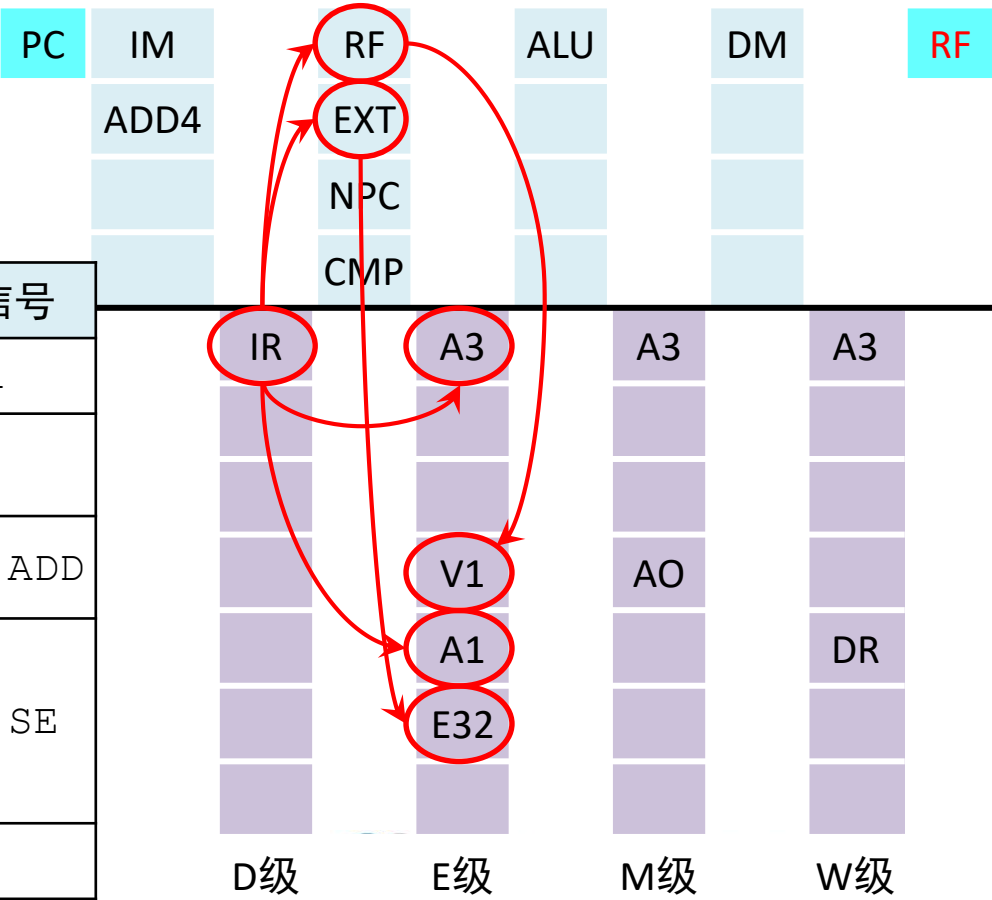 PC IM RF ALU DM RF
ADD4 EXT
NPC
CMP
信号
IR A3 A3 A3
ADD V1 AO
A1 DR
SE E32
D级 E级 M级 W级